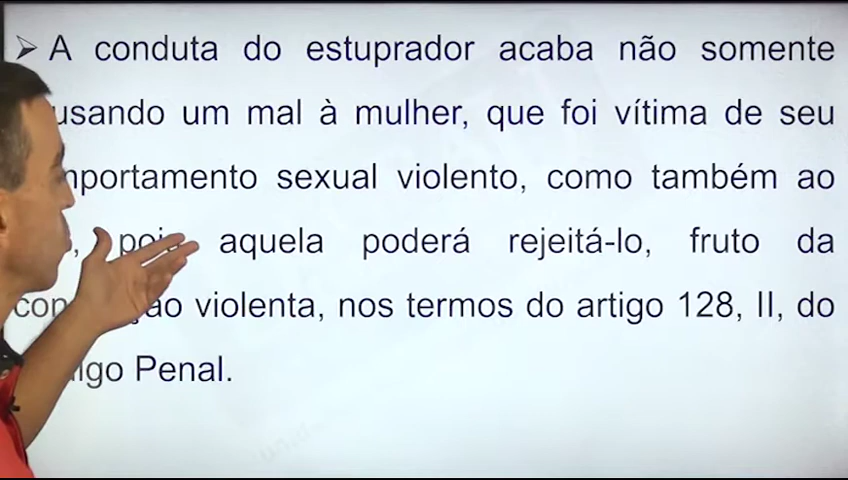 ➢ A conduta do estuprador acaba não somente
usando um mal à mulher, que foi vítima de seu
mportamento sexual violento, como também ao
, aquela poderá rejeitá-lo, fruto da
violenta, nos termos do artigo 128, II, do
igo Penal.